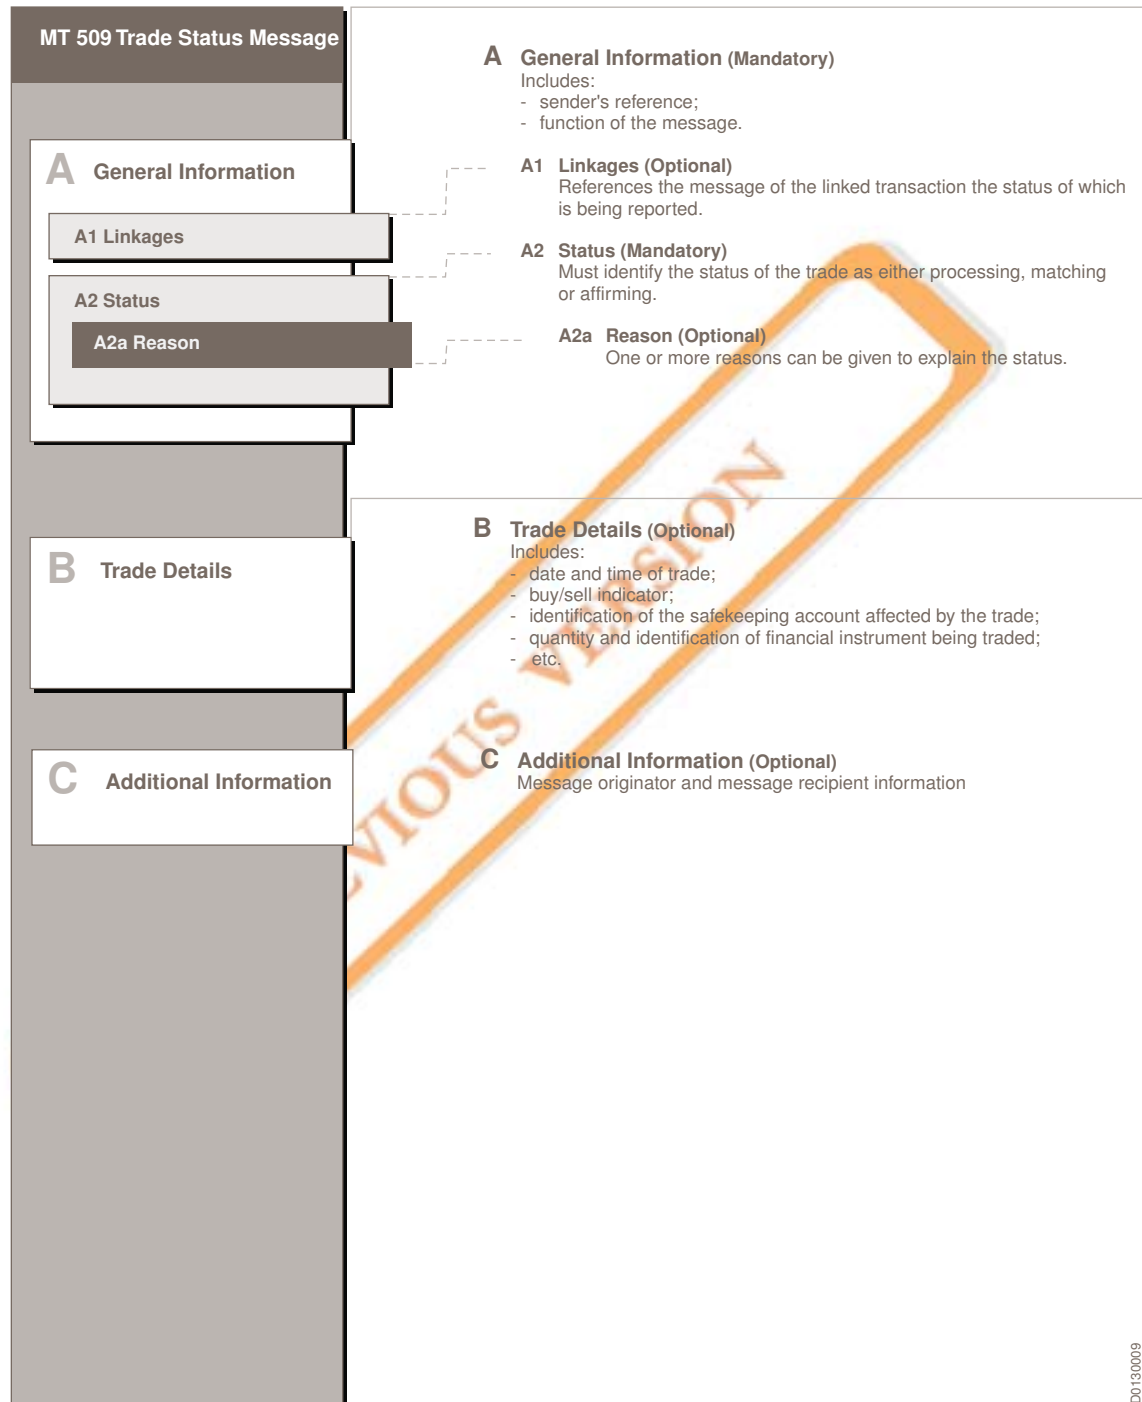 MT 509 Trade Status Message
A General Information
A1 Linkages
A2 Status
A2a Reason
B Trade Details
C Additional Information
A General Information (Mandatory)
Includes:
- sender's reference;
- function of the message.
A1 Linkages (Optional)
References the message of the linked transaction the status of which
is being reported.
A2 Status (Mandatory)
Must identify the status of the trade as either processing, matching
or affirming.
A2a Reason (Optional)
One or more reasons can be given to explain the status.
B Trade Details (Optional)
Includes:
- date and time of trade;
- buy/sell indicator;
- identification of the safekeeping account affected by the trade;
- quantity and identification of financial instrument being traded;
- etc.
C Additional Information (Optional)
Message originator and message recipient information
VERSION
D0130009